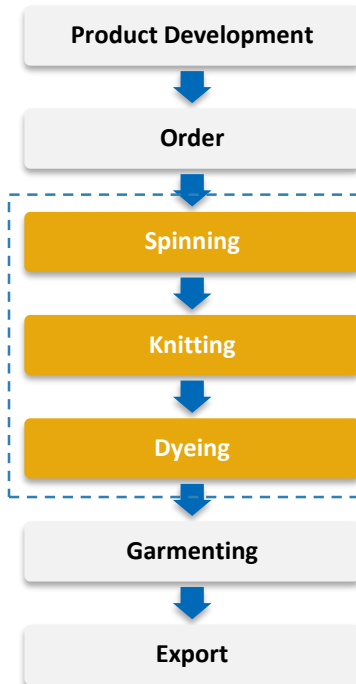 Product Development
Order
Spinning
Knitting
Dyeing
Garmenting
Export